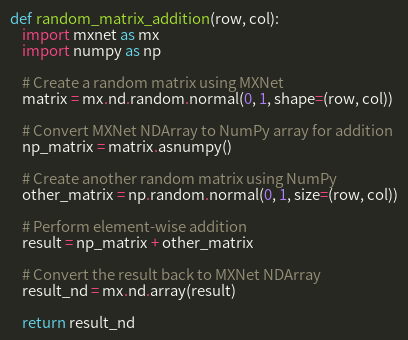 def random_matrix_addition(row, col):
    import mxnet as mx
    import numpy as np

    # Create a random matrix using MXNet
    matrix = mx.nd.random.normal(0, 1, shape=(row, col))

    # Convert MXNet NDArray to NumPy array for addition
    np_matrix = matrix.asnumpy()

    # Create another random matrix using NumPy
    other_matrix = np.random.normal(0, 1, size=(row, col))

    # Perform element-wise addition
    result = np_matrix + other_matrix

    # Convert the result back to MXNet NDArray
    result_nd = mx.nd.array(result)

    return result_nd